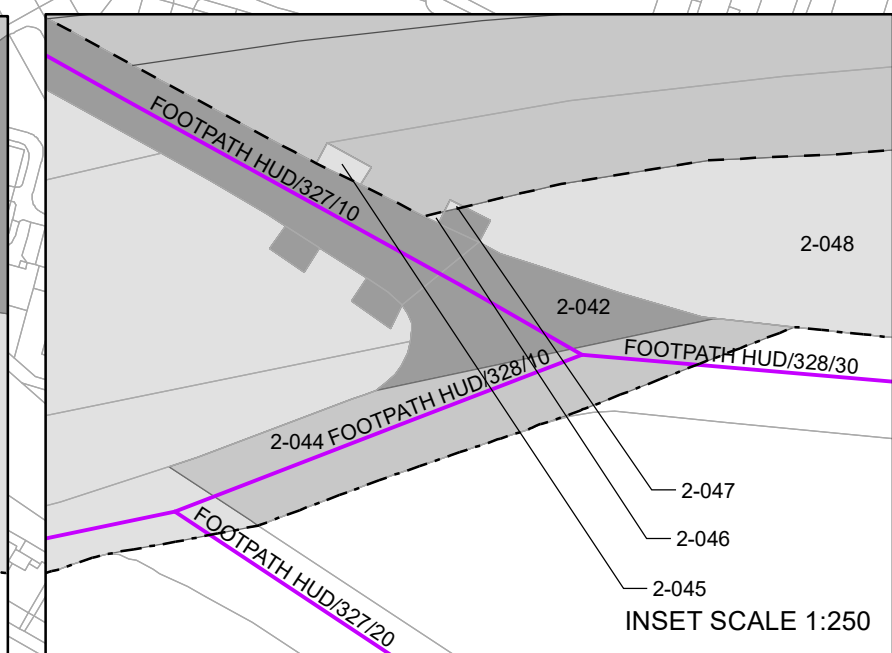 FOOTPATH HUD/327/10
2-048
2-042
FOOTPATH HUD/328/30
FOOTPATH HUD/328/10
2-044
2-047
FOOTPATH HUD/327/20
2-046
2-045
INSET SCALE 1:250